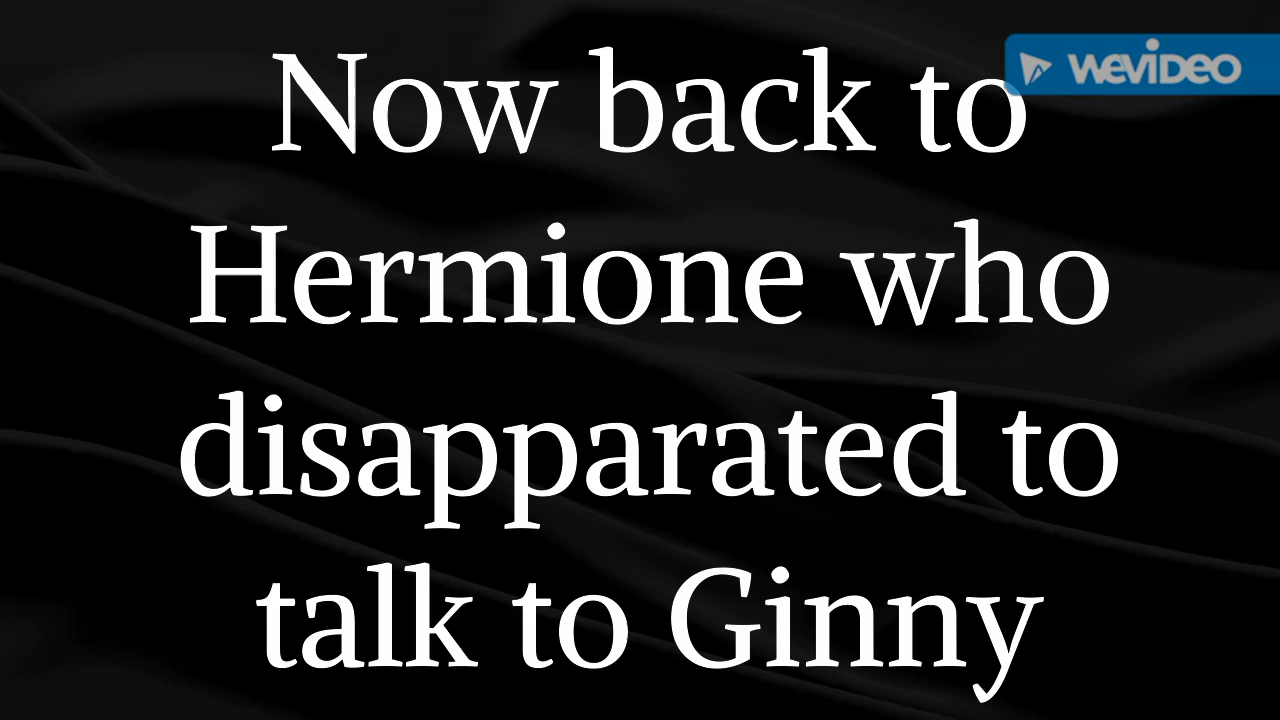 Now back to
WEVIDEO
Hermione who
disapparated to
talk to Ginny